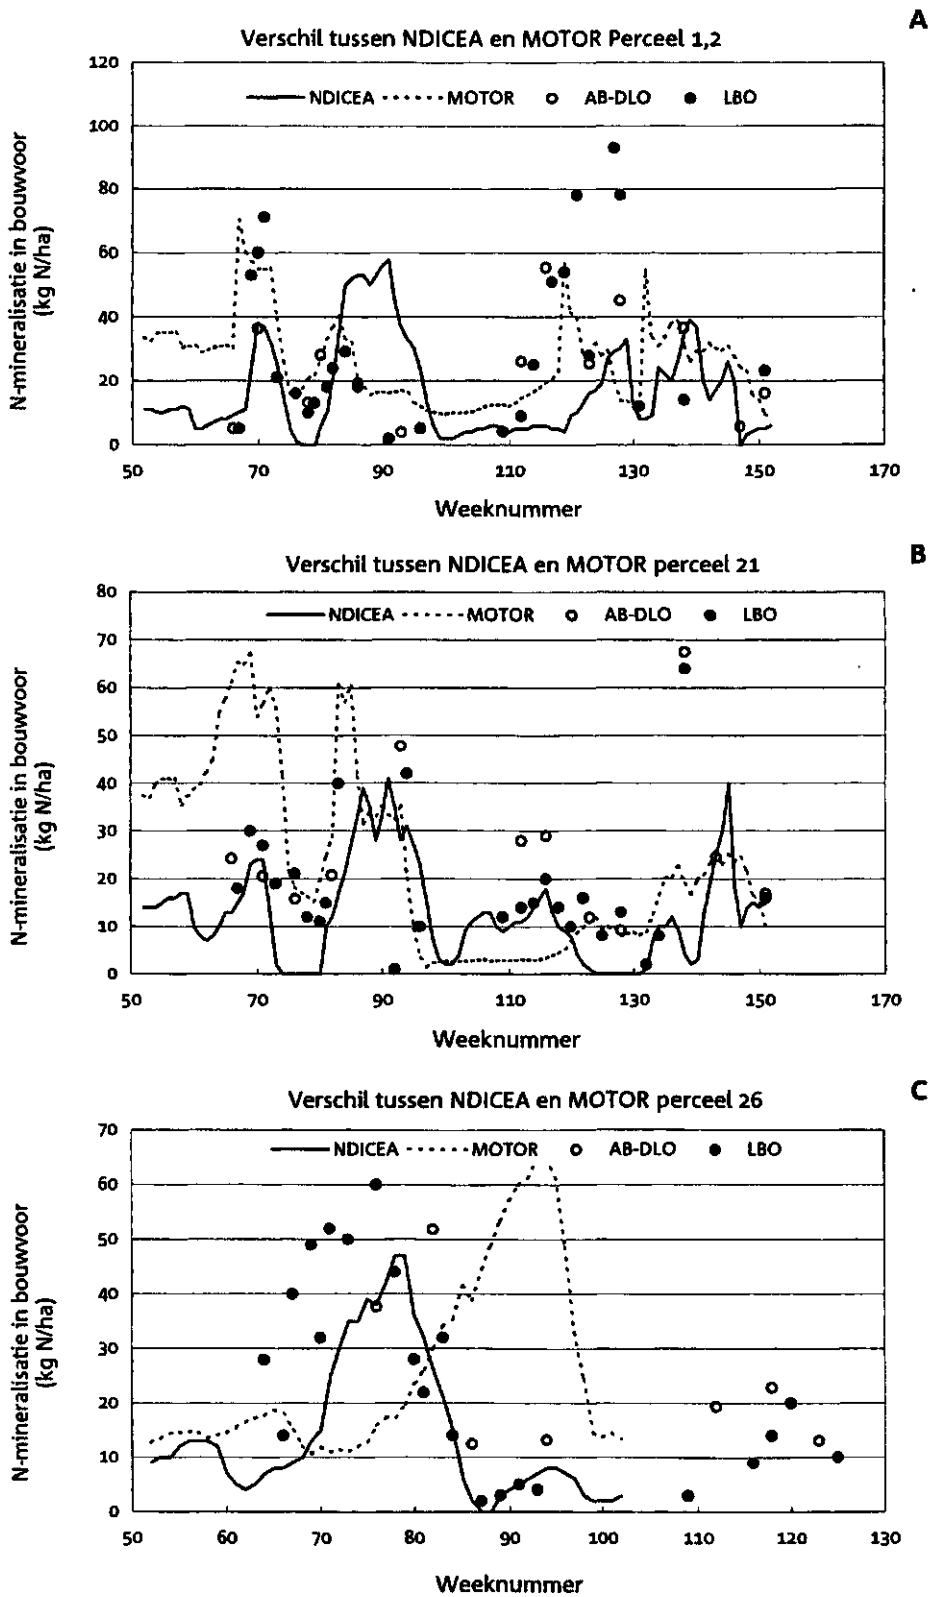 A
Verschil tussen NDICEA en MOTOR Perceel 1,2
120
100
80
60
40
20
0
NDICEA MOTOR AB-DLO LBO
N-mineralisatie in bouwvoor
(kg N/ha)
50 70 90 110 130 150 170
Weeknummer
B
Verschil tussen NDICEA en MOTOR perceel 21
80
70
60
50
40
30
20
10
0
NDICEA MOTOR AB-DLO LBO
N-mineralisatie in bouwvoor
(kg N/ha)
50 70 90 110 130 150 170
Weeknummer
C
Verschil tussen NDICEA en MOTOR perceel 26
70
60
50
40
30
20
10
0
NDICEA MOTOR AB-DLO LBO
N-mineralisatie in bouwvoor
(kg N/ha)
50 60 70 80 90 100 110 120 130
Weeknummer